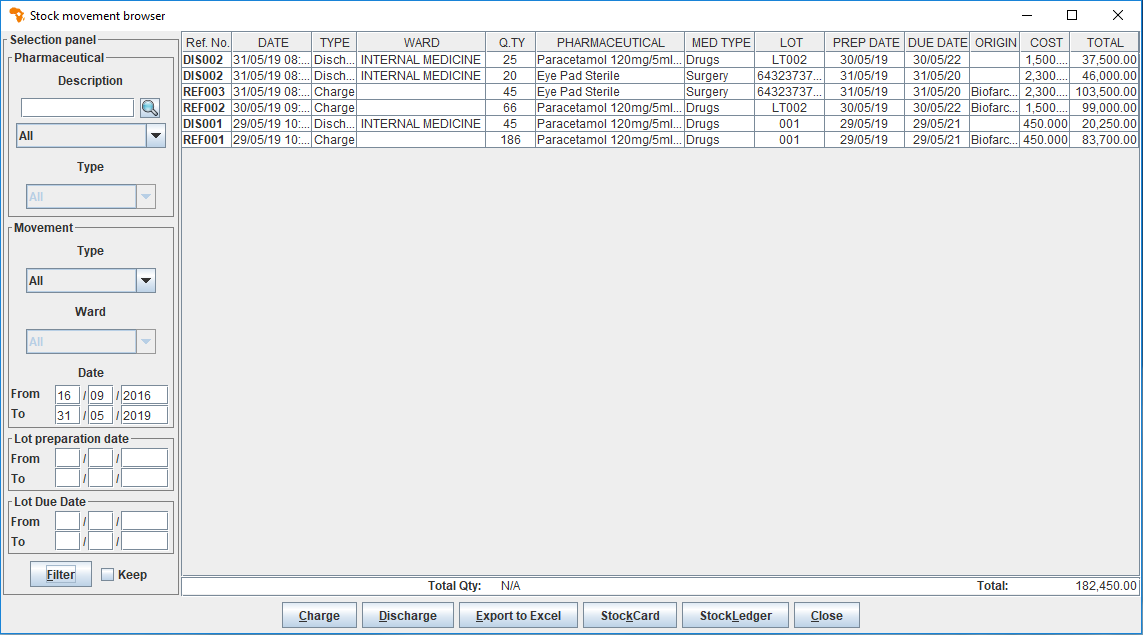 Stock movement browser
Selection panel
Pharmaceutical
Description
All
Type
All
Movement
Type
All
Ward
All
Date
From 16 / 09 / 2016
To 31 / 05 / 2019
Lot preparation date
From / /
To / /
Lot Due Date
From / /
To / /
Filter Keep
Ref. No. DATE TYPE WARD Q.TY PHARMACEUTICAL MED TYPE LOT PREP DATE DUE DATE ORIGIN COST TOTAL
DIS002 31/05/19 08:... Disch... INTERNAL MEDICINE 25 Paracetamol 120mg/5ml... Drugs LT002 30/05/19 30/05/22 1,500.... 37,500.00
DIS002 31/05/19 08:... Disch... INTERNAL MEDICINE 20 Eye Pad Sterile Surgery 64323737... 31/05/19 31/05/20 2,300.... 46,000.00
REF003 31/05/19 08:... Charge 45 Eye Pad Sterile Surgery 64323737... 31/05/19 31/05/20 Biofarc... 2,300.... 103,500.00
REF002 30/05/19 09:... Charge 66 Paracetamol 120mg/5ml... Drugs LT002 30/05/19 30/05/22 Biofarc... 1,500.... 99,000.00
DIS001 29/05/19 10:... Disch... INTERNAL MEDICINE 45 Paracetamol 120mg/5ml... Drugs 001 29/05/19 29/05/21 450.000 20,250.00
REF001 29/05/19 10:... Charge 186 Paracetamol 120mg/5ml... Drugs 001 29/05/19 29/05/21 Biofarc... 450.000 83,700.00
Total Qty: N/A Total: 182,450.00
Charge Discharge Export to Excel StockCard StockLedger Close